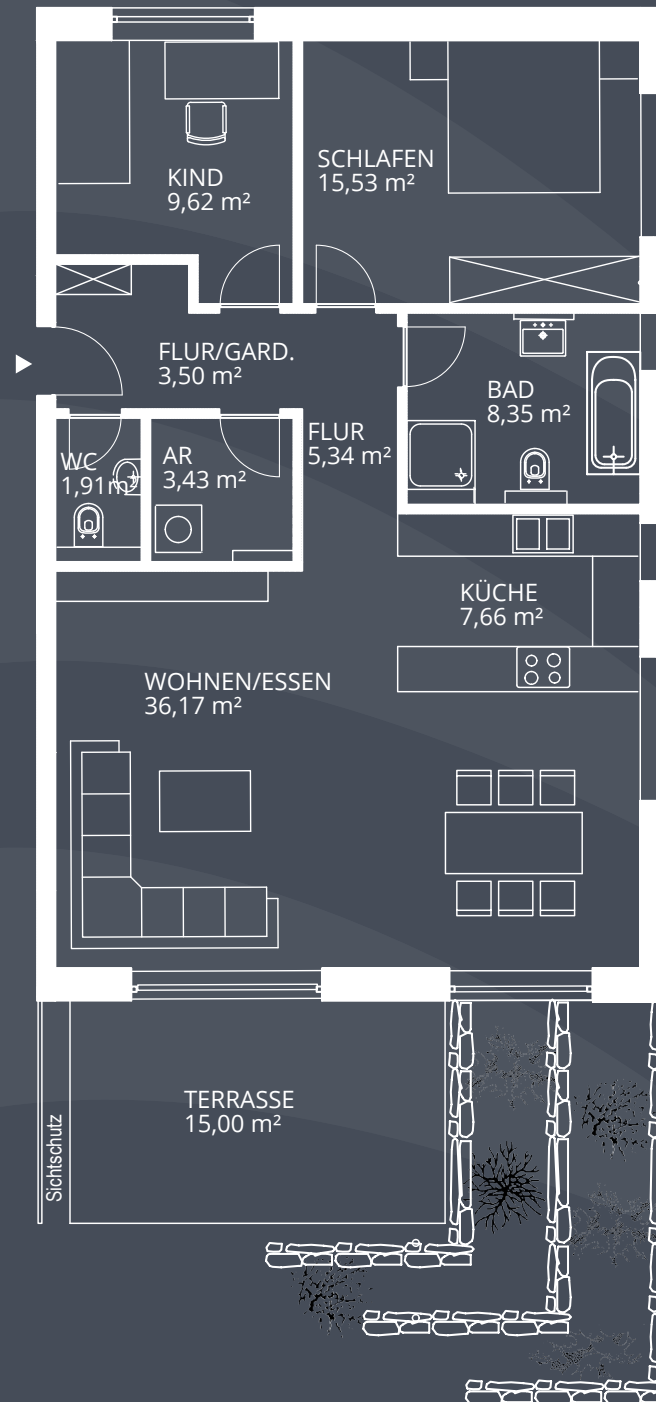 KIND
9,62 m²
SCHLAFEN
15,53 m²
FLUR/GARD.
3,50 m²
BAD
8,35 m²
FLUR
5,34 m²
WC
1,91m²
AR
3,43 m²
KÜCHE
7,66 m²
WOHNEN/ESSEN
36,17 m²
TERRASSE
15,00 m²
Sichtschutz